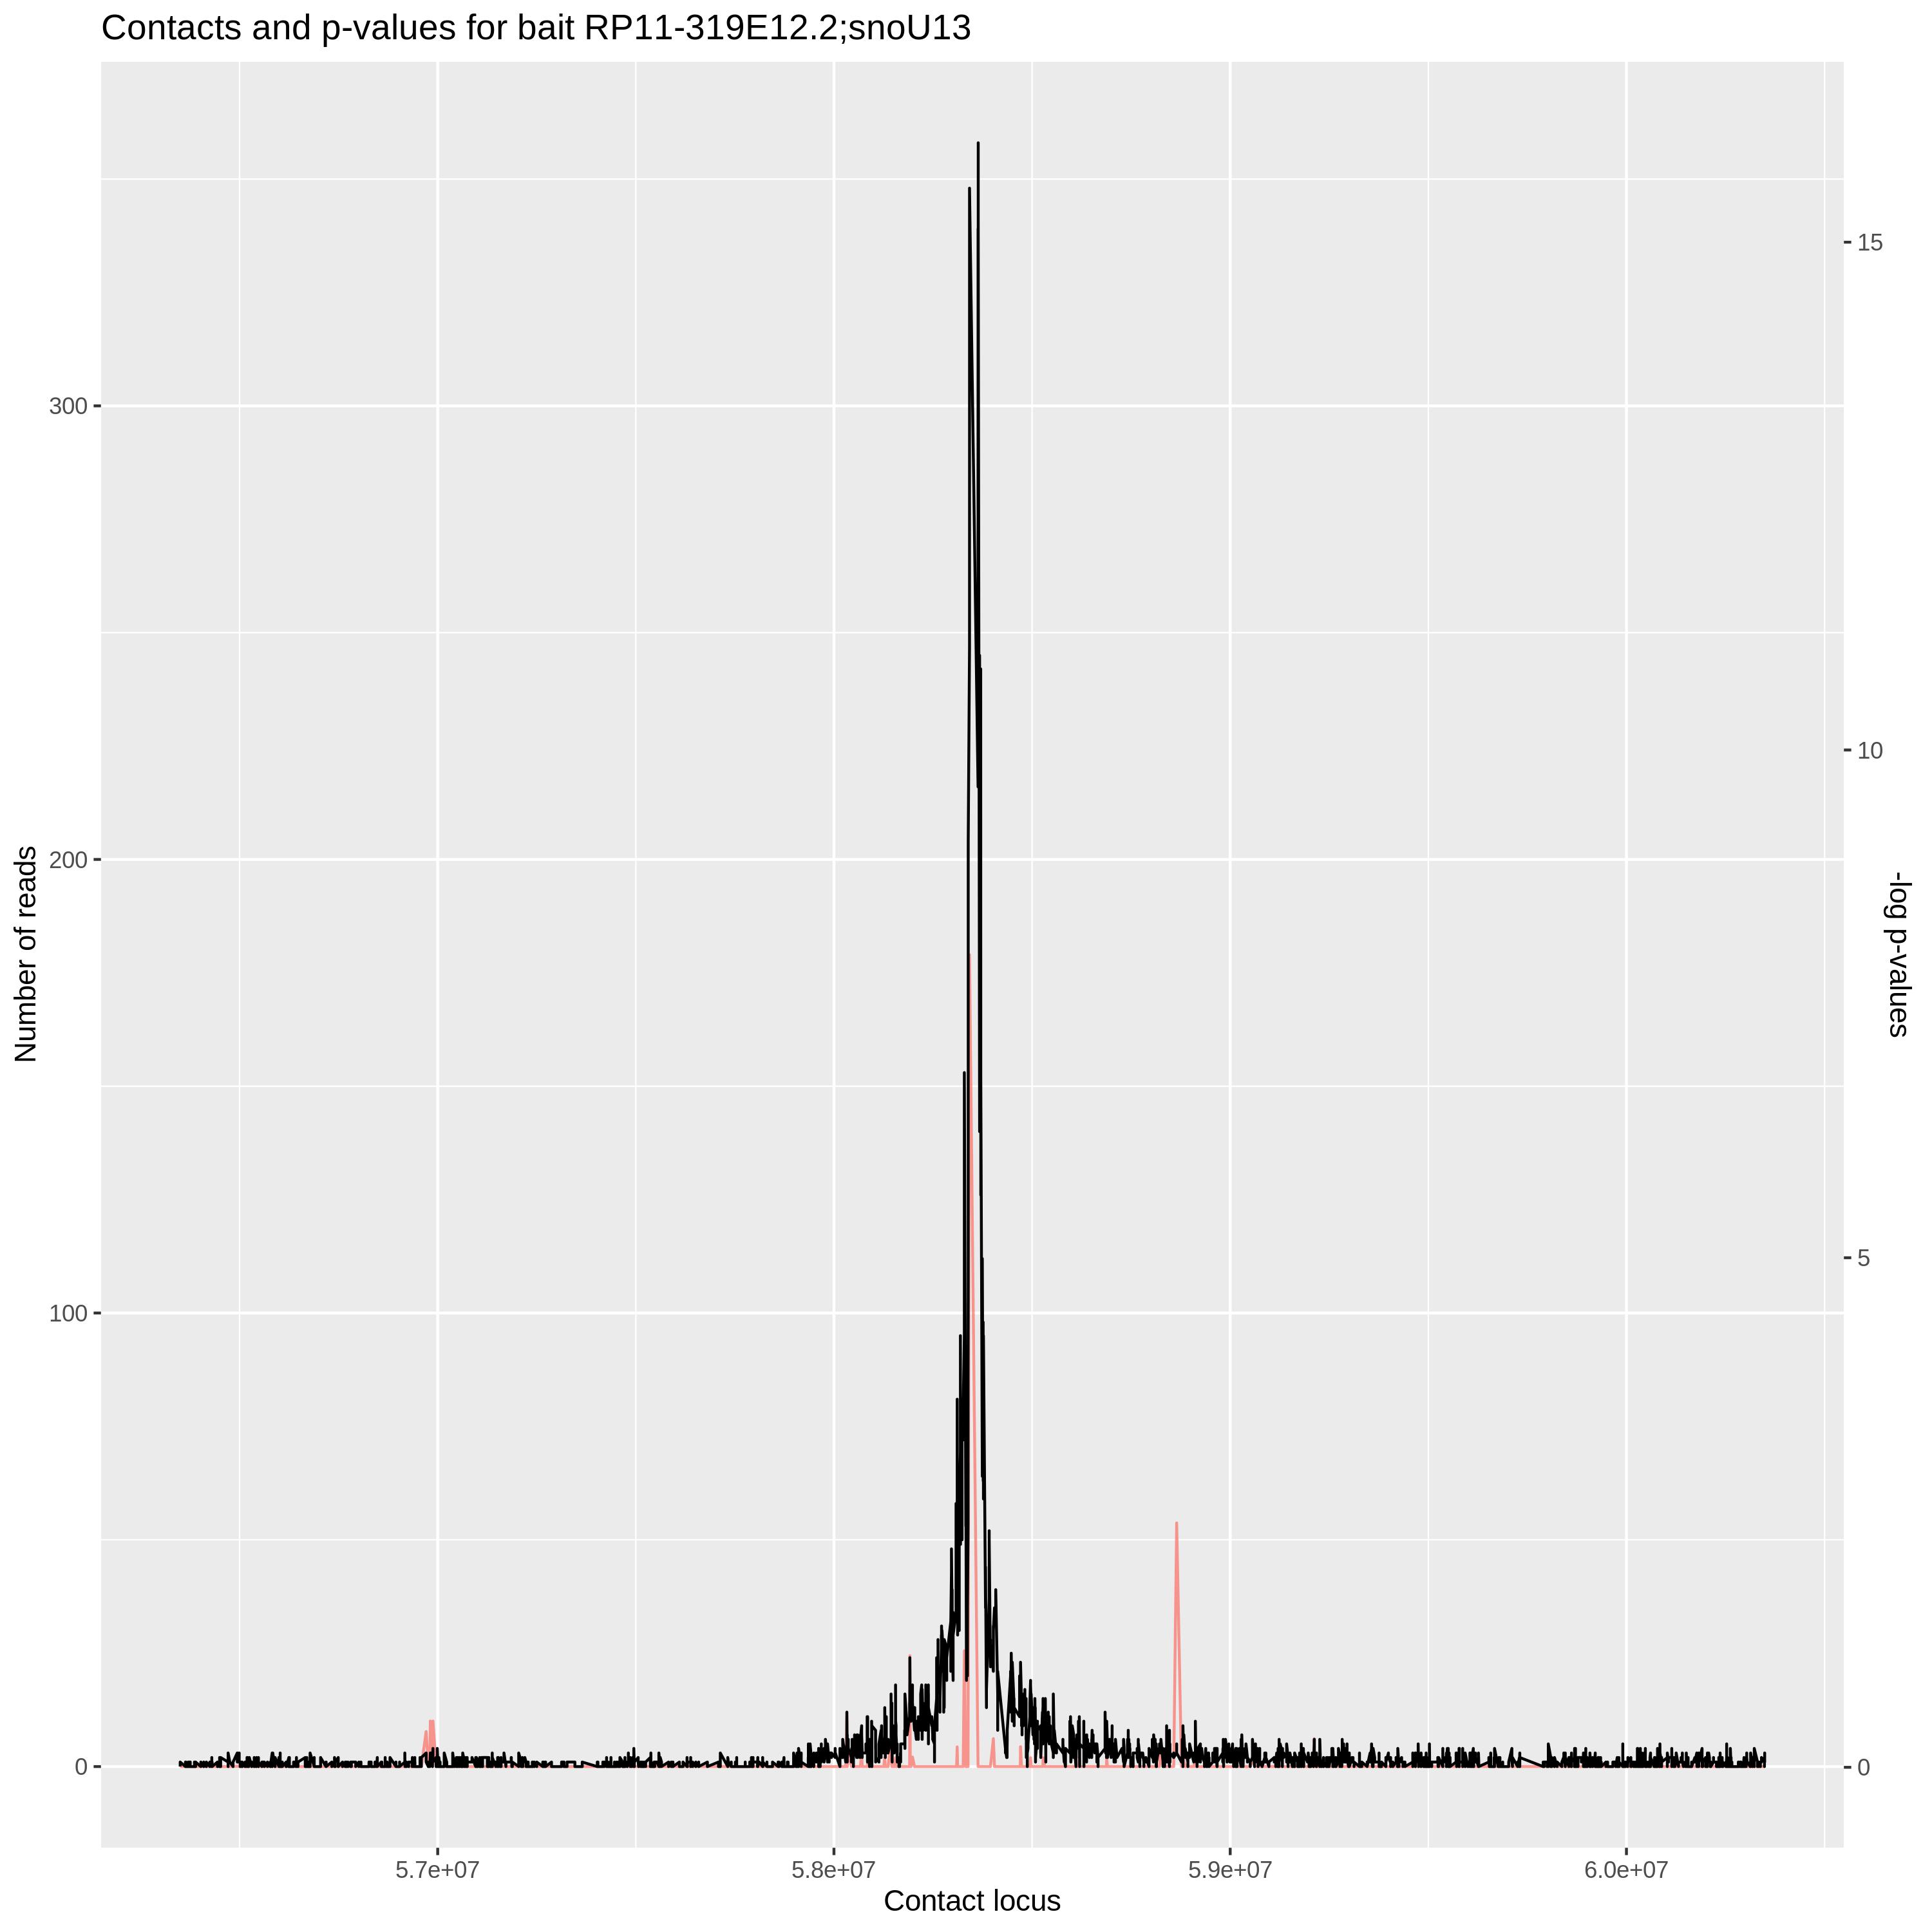 Contacts and p-values for bait RP11-319E12.2;snoU13
Number of reads
300
200
100
0
15
10
5
0
-log p-values
5.7e+07
5.8e+07
5.9e+07
6.0e+07
Contact locus